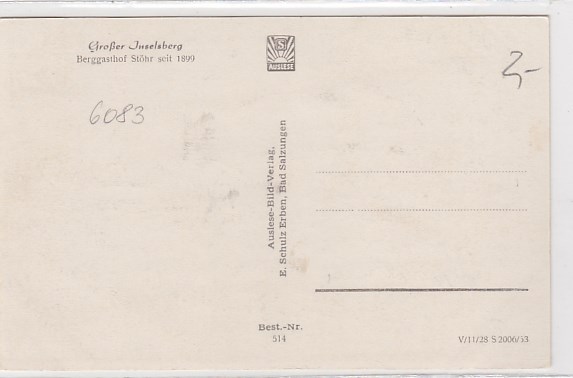 Großer Inselsberg
Berggasthof Stöhr seit 1899
S
AUSLESE
2,-
6083
Auslese-Bild-Verlag,
E. Schulz Erben, Bad Salzungen
Best.-Nr.
514
V/11/28 S 2006/53